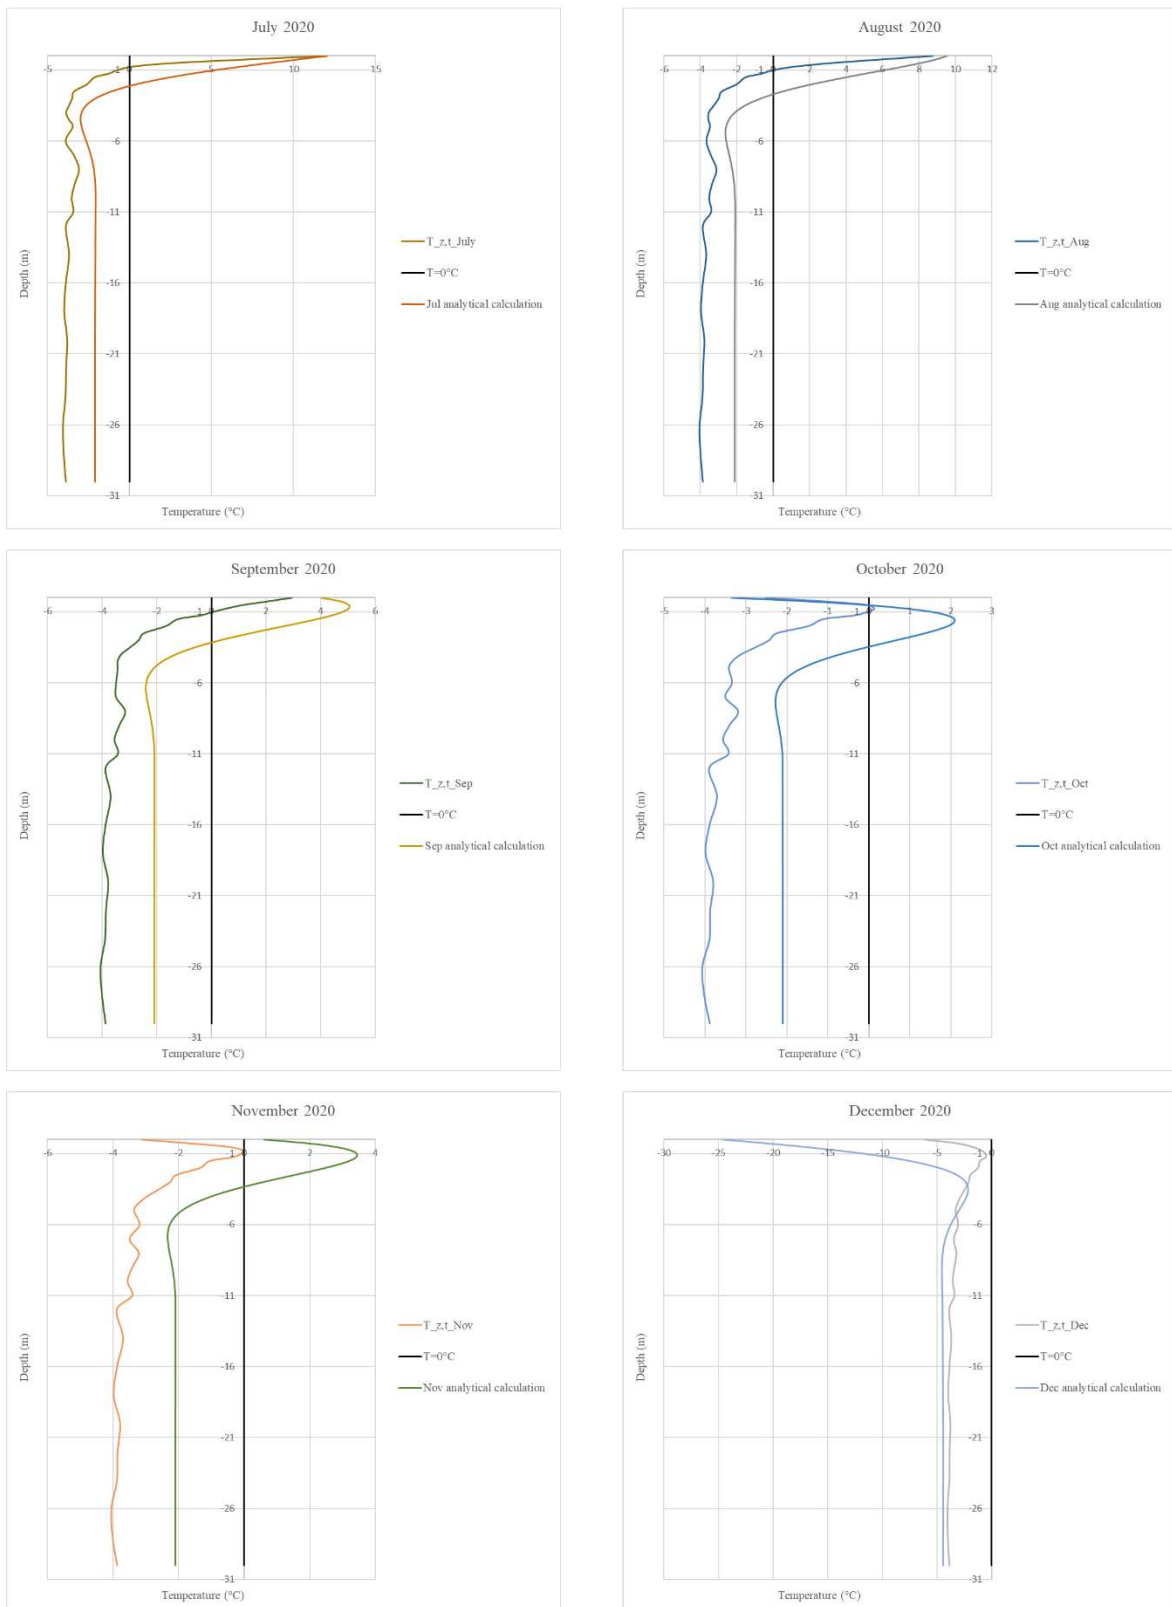 July 2020
-5 0 5 10 15
-1
-6
-11
-16
-21
-26
-31
Depth (m)
Temperature (°C)
T_z,t_July
T=0°C
Jul analytical calculation
August 2020
-6 -4 -2 0 2 4 6 8 10 12
-1
-6
-11
-16
-21
-26
-31
Depth (m)
Temperature (°C)
T_z,t_Aug
T=0°C
Aug analytical calculation
September 2020
-6 -4 -2 0 2 4 6
-1
-6
-11
-16
-21
-26
-31
Depth (m)
Temperature (°C)
T_z,t_Sep
T=0°C
Sep analytical calculation
October 2020
-5 -4 -3 -2 -1 0 1 2 3
-1
-6
-11
-16
-21
-26
-31
Depth (m)
Temperature (°C)
T_z,t_Oct
T=0°C
Oct analytical calculation
November 2020
-6 -4 -2 0 2 4
-1
-6
-11
-16
-21
-26
-31
Depth (m)
Temperature (°C)
T_z,t_Nov
T=0°C
Nov analytical calculation
December 2020
-30 -25 -20 -15 -10 -5 0
-1
-6
-11
-16
-21
-26
-31
Depth (m)
Temperature (°C)
T_z,t_Dec
T=0°C
Dec analytical calculation